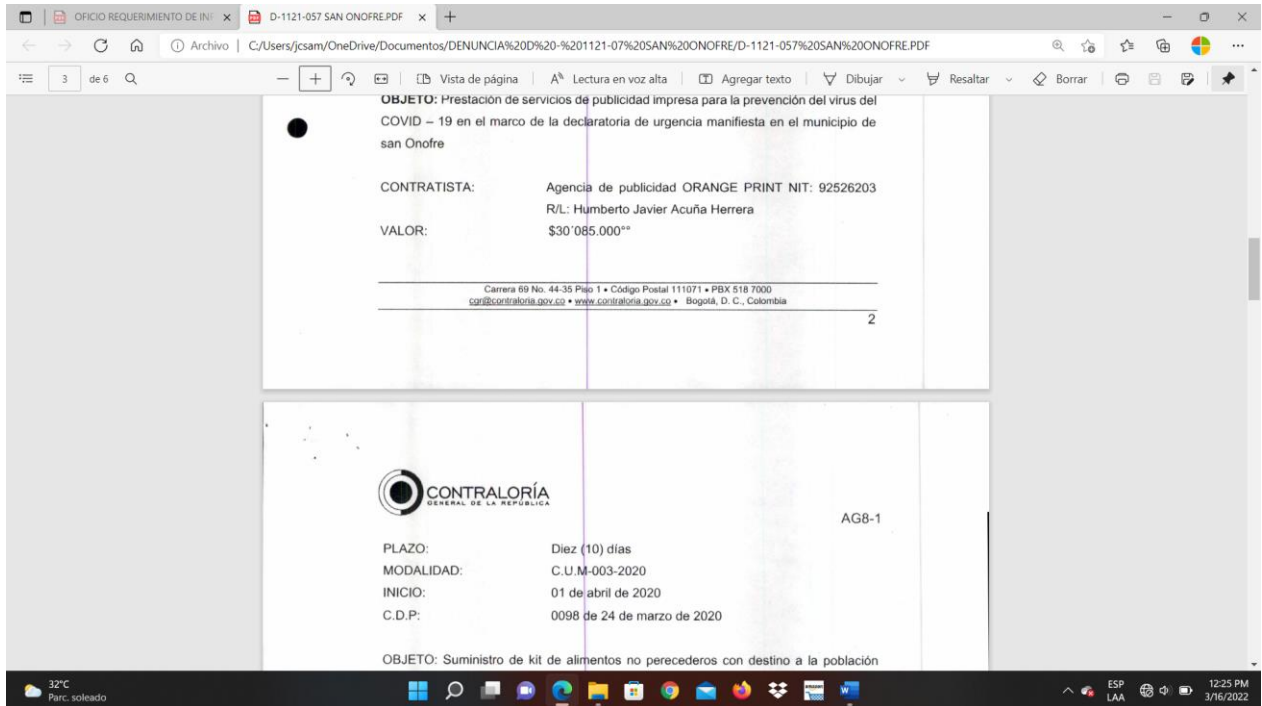 OFICIO REQUERIMIENTO DE INF
D-1121-057 SAN ONOFRE.PDF
Archivo
C:/Users/jcsam/OneDrive/Documentos/DENUNCIA%20D%20-%201121-07%20SAN%20ONOFRE/D-1121-057%20SAN%20ONOFRE.PDF
3 de 6
Vista de página
Lectura en voz alta
Agregar texto
Dibujar
Resaltar
Borrar
OBJETO: Prestación de servicios de publicidad impresa para la prevención del virus del
COVID – 19 en el marco de la declaratoria de urgencia manifiesta en el municipio de
san Onofre
CONTRATISTA: Agencia de publicidad ORANGE PRINT NIT: 92526203
R/L: Humberto Javier Acuña Herrera
VALOR: $30´085.000°°
Carrera 69 No. 44-35 Piso 1 • Código Postal 111071 • PBX 518 7000
cgr@contraloria.gov.co • www.contraloria.gov.co • Bogotá, D. C., Colombia
2
CONTRALORÍA
GENERAL DE LA REPÚBLICA
AG8-1
PLAZO: Diez (10) días
MODALIDAD: C.U.M-003-2020
INICIO: 01 de abril de 2020
C.D.P: 0098 de 24 de marzo de 2020
OBJETO: Suministro de kit de alimentos no perecederos con destino a la población
32°C
Parc. soleado
ESP
LAA
12:25 PM
3/16/2022